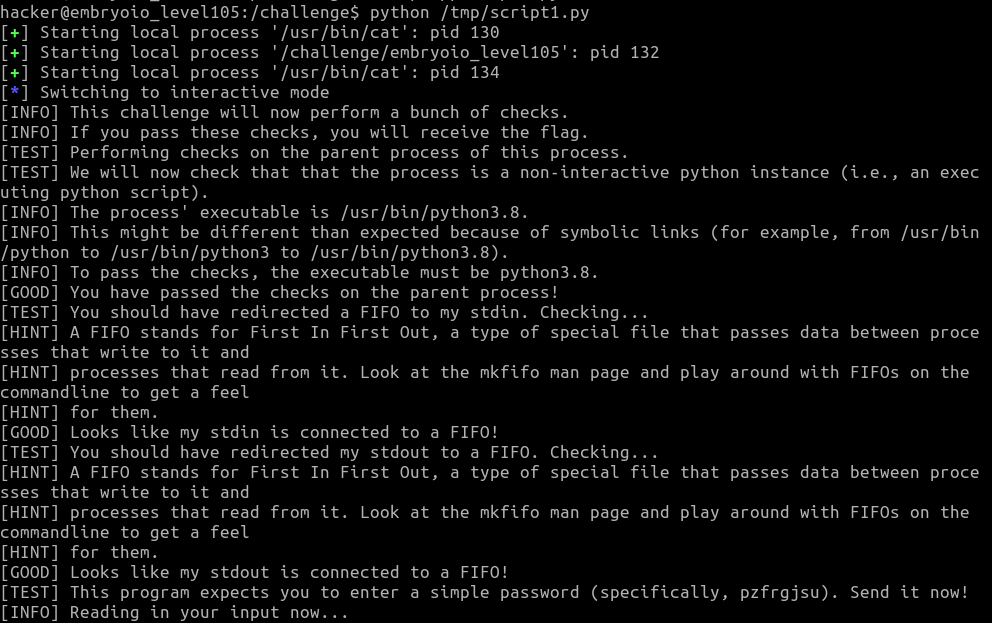 hacker@embryoio_level105:/challenge$ python /tmp/script1.py
[+] Starting local process '/usr/bin/cat': pid 130
[+] Starting local process '/challenge/embryoio_level105': pid 132
[+] Starting local process '/usr/bin/cat': pid 134
[*] Switching to interactive mode
[INFO] This challenge will now perform a bunch of checks.
[INFO] If you pass these checks, you will receive the flag.
[TEST] Performing checks on the parent process of this process.
[TEST] We will now check that that the process is a non-interactive python instance (i.e., an exec
uting python script).
[INFO] The process' executable is /usr/bin/python3.8.
[INFO] This might be different than expected because of symbolic links (for example, from /usr/bin
/python to /usr/bin/python3 to /usr/bin/python3.8).
[INFO] To pass the checks, the executable must be python3.8.
[GOOD] You have passed the checks on the parent process!
[TEST] You should have redirected a FIFO to my stdin. Checking...
[HINT] A FIFO stands for First In First Out, a type of special file that passes data between proce
sses that write to it and
[HINT] processes that read from it. Look at the mkfifo man page and play around with FIFOs on the
commandline to get a feel
[HINT] for them.
[GOOD] Looks like my stdin is connected to a FIFO!
[TEST] You should have redirected my stdout to a FIFO. Checking...
[HINT] A FIFO stands for First In First Out, a type of special file that passes data between proce
sses that write to it and
[HINT] processes that read from it. Look at the mkfifo man page and play around with FIFOs on the
commandline to get a feel
[HINT] for them.
[GOOD] Looks like my stdout is connected to a FIFO!
[TEST] This program expects you to enter a simple password (specifically, pzfrgjsu). Send it now!
[INFO] Reading in your input now...